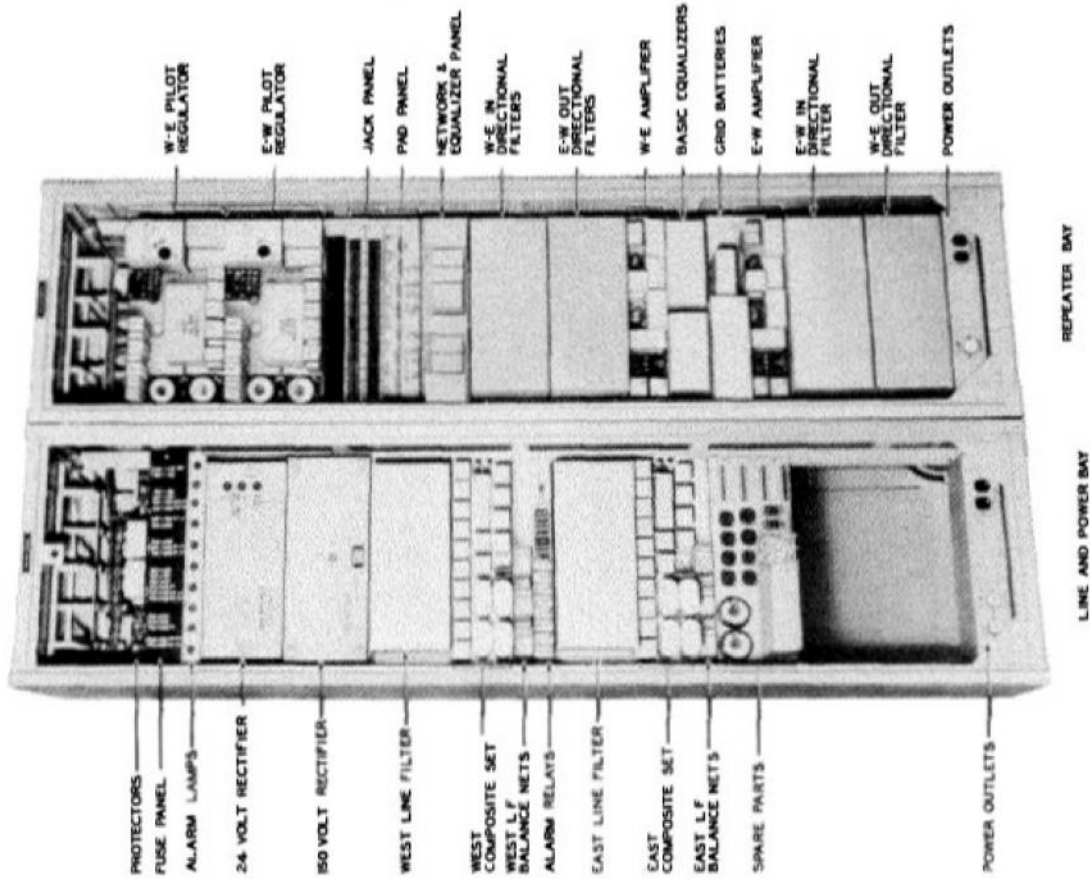 PROTECTORS
FUSE PANEL
ALARM LAMPS
24 VOLT RECTIFIER
150 VOLT RECTIFIER
WEST LINE FILTER
WEST
COMPOSITE SET
WEST LF
BALANCE NETS
ALARM RELAYS
EAST LINE FILTER
EAST
COMPOSITE SET
EAST LF
BALANCE NETS
SPARE PARTS
POWER OUTLETS
W-E PILOT
REGULATOR
E-W PILOT
REGULATOR
JACK PANEL
PAD PANEL
NETWORK &
EQUALIZER PANEL
W-E IN
DIRECTIONAL
FILTERS
E-W OUT
DIRECTIONAL
FILTERS
W-E AMPLIFIER
BASIC EQUALIZERS
GRID BATTERIES
E-W AMPLIFIER
E-W IN
DIRECTIONAL
FILTER
W-E OUT
DIRECTIONAL
FILTER
POWER OUTLETS
LINE AND POWER BAY
REPEATER BAY